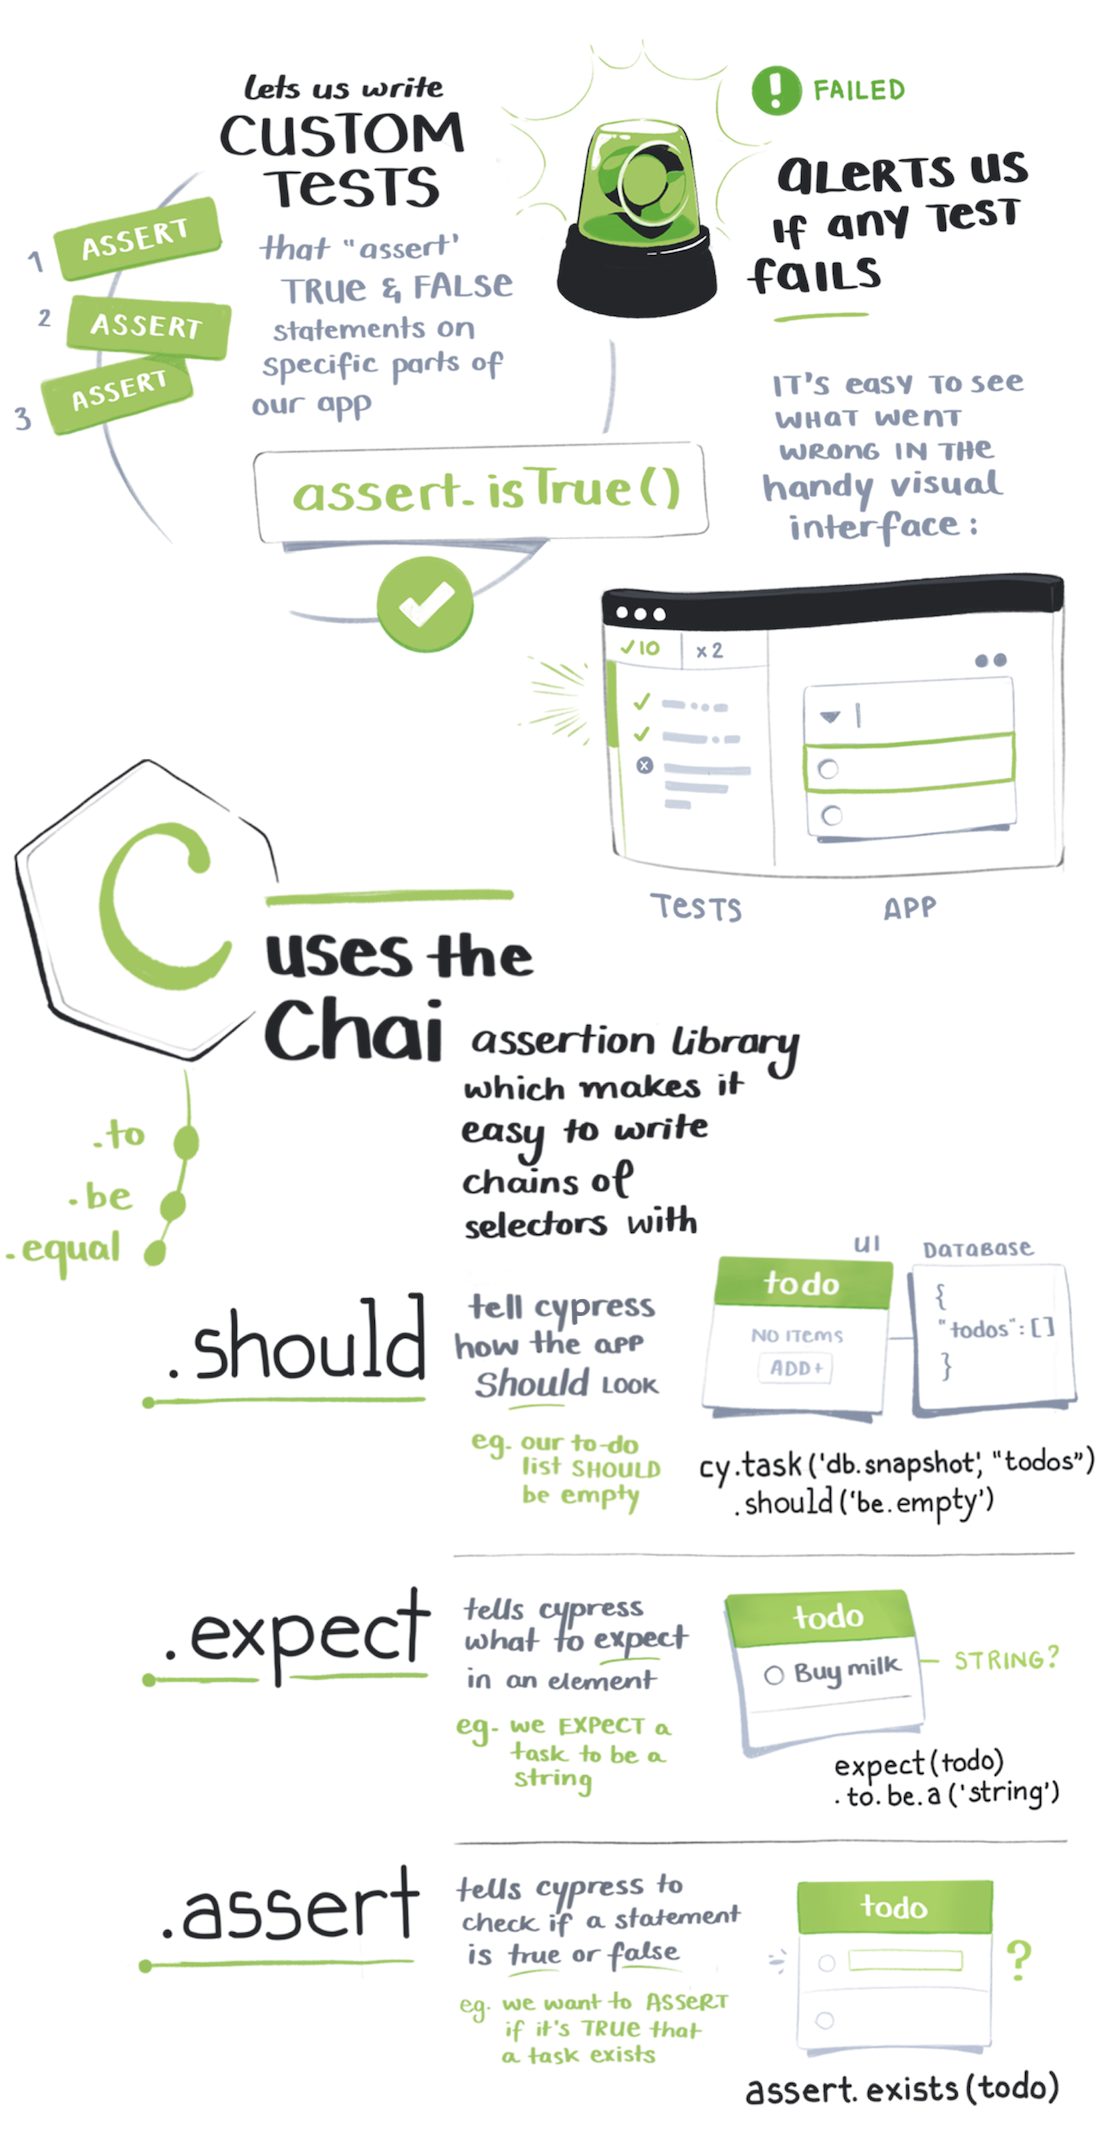 Lets us write
CUSTOM
TesTS
that "assert'
TRue & FALse
statements on
specific parts of
our app
1 ASSERT
2 ASSERT
3 ASSERT
assert.isTrue()
! FAILED
aLeRTS us
If any TeST
faILS
IT'S easy TO see
WHaT WenT
WRONG IN THe
handy visual
interface:
✓10 x2
TesTS APP
C
uses the
Chai assertion library
which makes it
easy to write
chains of
selectors with
.to
.be
.equal
.should
tell cypress
how the aPP
Should LOOK
eg. our to-do
list SHOULD
be empty
UI
todo
NO ITems
ADD+
DaTaBase
{
"todos":[]
}
cy.task('db.snapshot', "todos")
.should('be.empty')
.expect
tells cypress
what to expect
in an element
eg. we EXPeCT a
task to be a
string
todo
Buy milk
STRING?
expect(todo)
.to.be.a('string')
.assert
tells cypress to
check if a statement
is true or false
eg. we want to ASSeRT
if it's TRUE that
a task exists
todo
?
assert.exists(todo)